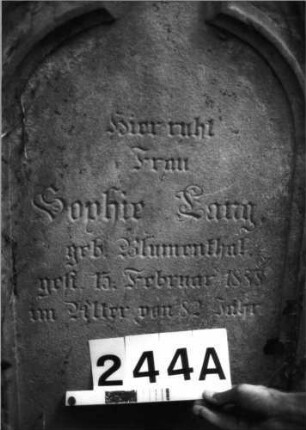 Hier ruht
Frau
Sophie Lang
geb. Blumenthal
gest. 15. Februar 1888
im Alter von 82 Jahr.
244A